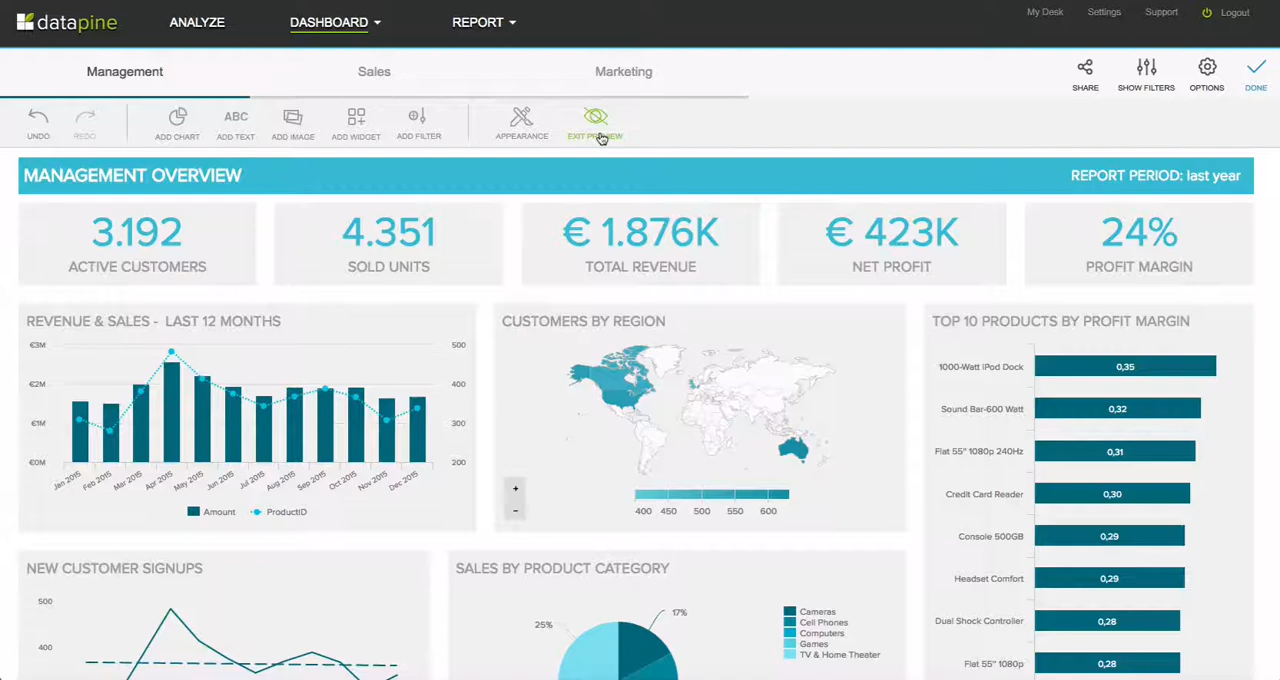 datapine ANALYZE DASHBOARD REPORT My Desk Settings Support Logout
Management Sales Marketing
SHARE SHOW FILTERS OPTIONS DONE
ABC
UNDO REDO ADD CHART ADD TEXT ADD IMAGE ADD WIDGET ADD FILTER APPEARANCE EXIT PREVIEW
MANAGEMENT OVERVIEW REPORT PERIOD: last year
3.192 4.351 € 1.876K € 423K 24%
ACTIVE CUSTOMERS SOLD UNITS TOTAL REVENUE NET PROFIT PROFIT MARGIN
REVENUE & SALES - LAST 12 MONTHS
€3M 500
€2M 400
€1M 300
€0M 200
Jan 2015 Feb 2015 Mar 2015 Apr 2015 May 2015 Jun 2015 Jul 2015 Aug 2015 Sep 2015 Oct 2015 Nov 2015 Dec 2015
Amount ProductID
CUSTOMERS BY REGION
+
-
400 450 500 550 600
TOP 10 PRODUCTS BY PROFIT MARGIN
1000-Watt iPod Dock 0,35
Sound Bar-600 Watt 0,32
Flat 55" 1080p 240Hz 0,31
Credit Card Reader 0,30
Console 500GB 0,29
Headset Comfort 0,29
Dual Shock Controller 0,28
Flat 55" 1080p 0,28
NEW CUSTOMER SIGNUPS
500
400
SALES BY PRODUCT CATEGORY
17%
25%
Cameras
Cell Phones
Computers
Games
TV & Home Theater